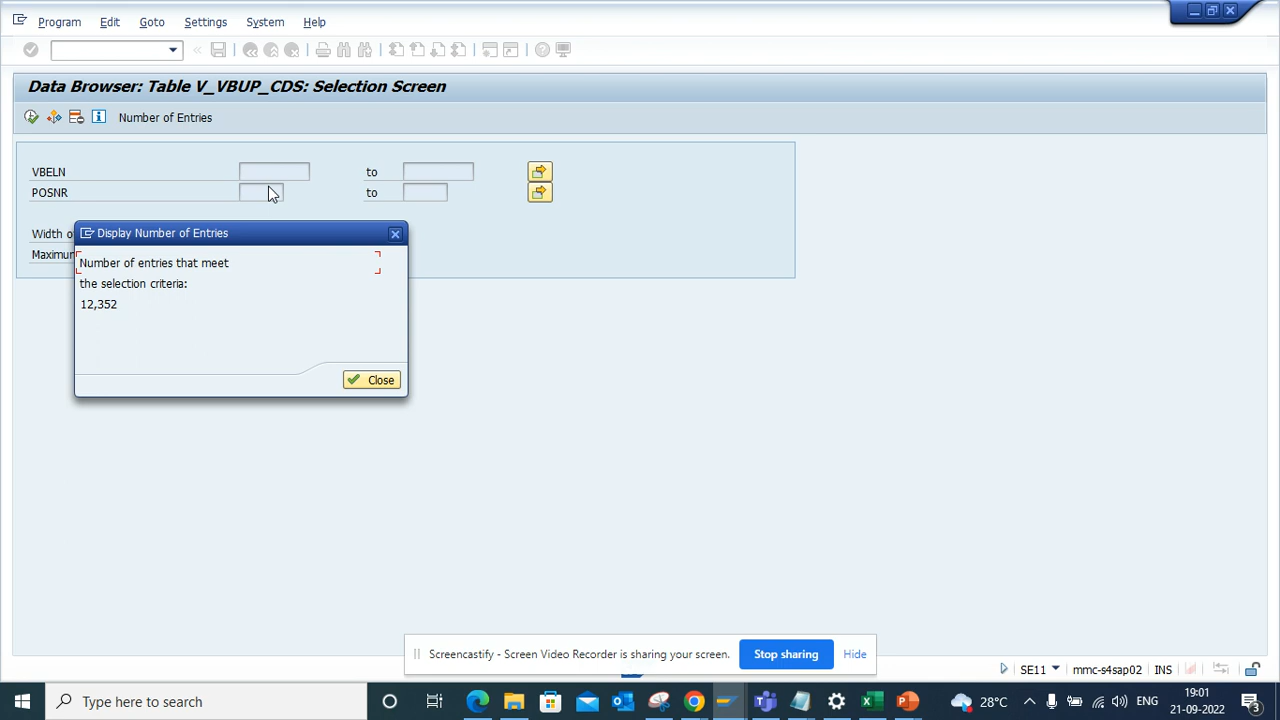 Program Edit Goto Settings System Help
Data Browser: Table V_VBUP_CDS: Selection Screen
Number of Entries
VBELN to
POSNR to
Width o
Maximu
Display Number of Entries
Number of entries that meet
the selection criteria:
12,352
Close
Screencastify - Screen Video Recorder is sharing your screen. Stop sharing Hide
SE11 mmc-s4sap02 INS
Type here to search
28°C ENG 19:01
21-09-2022
3